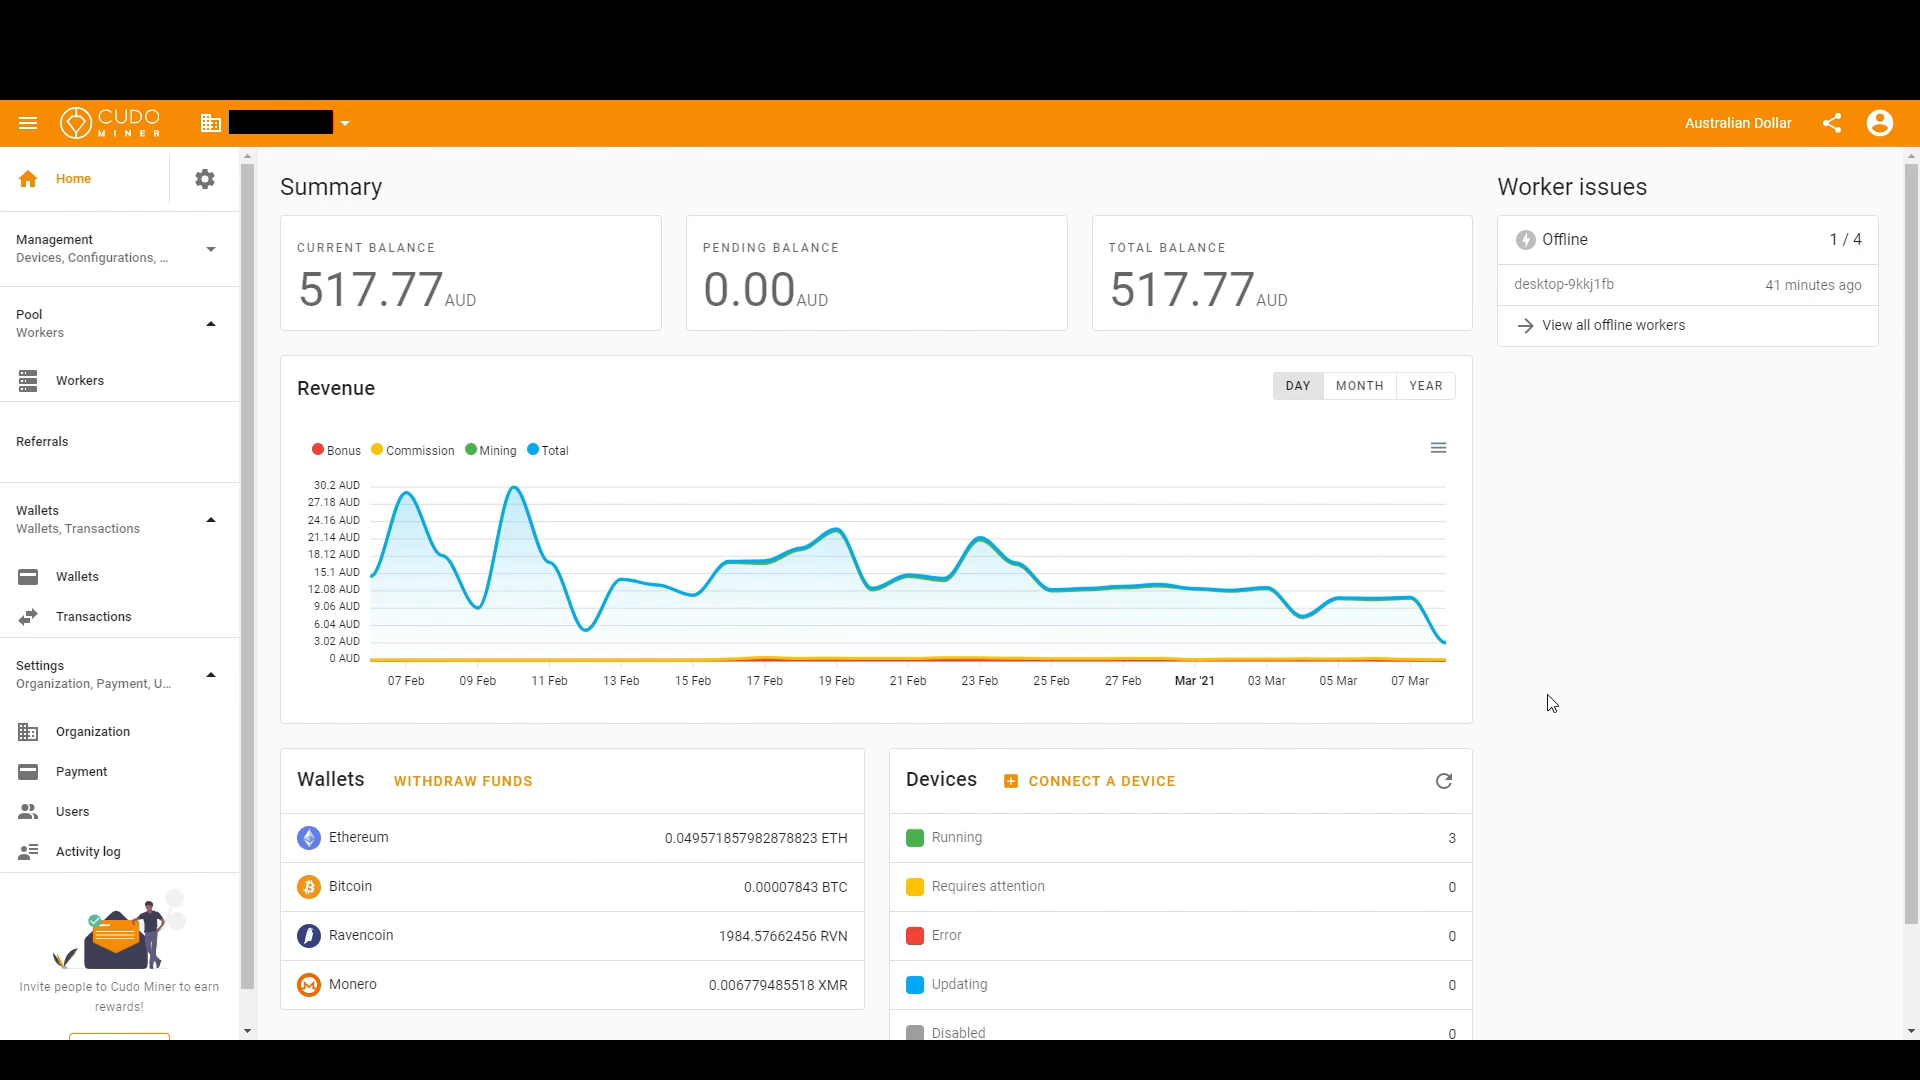 CUDO
MINER
Australian Dollar
Home
Management
Devices, Configurations, ...
Pool
Workers
Workers
Referrals
Wallets
Wallets, Transactions
Wallets
Transactions
Settings
Organization, Payment, U...
Organization
Payment
Users
Activity log
Invite people to Cudo Miner to earn
rewards!
Summary
CURRENT BALANCE
517.77 AUD
PENDING BALANCE
0.00 AUD
TOTAL BALANCE
517.77 AUD
Revenue
DAY MONTH YEAR
Bonus Commission Mining Total
30.2 AUD
27.18 AUD
24.16 AUD
21.14 AUD
18.12 AUD
15.1 AUD
12.08 AUD
9.06 AUD
6.04 AUD
3.02 AUD
0 AUD
07 Feb 09 Feb 11 Feb 13 Feb 15 Feb 17 Feb 19 Feb 21 Feb 23 Feb 25 Feb 27 Feb Mar '21 03 Mar 05 Mar 07 Mar
Wallets WITHDRAW FUNDS
Ethereum 0.049571857982878823 ETH
Bitcoin 0.00007843 BTC
Ravencoin 1984.57662456 RVN
Monero 0.006779485518 XMR
Devices CONNECT A DEVICE
Running 3
Requires attention 0
Error 0
Updating 0
Disabled 0
Worker issues
Offline 1 / 4
desktop-9kkj1fb 41 minutes ago
View all offline workers